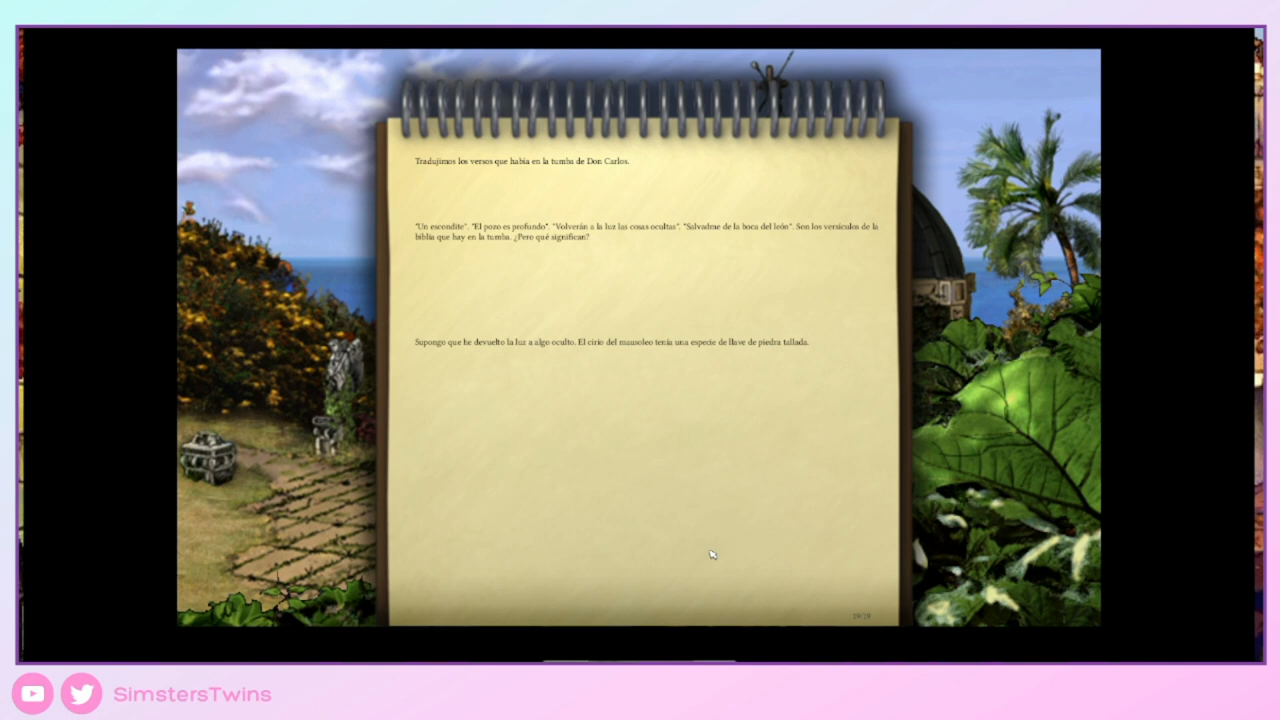 Tradujimos los versos que había en la tumba de Don Carlos.
"Un escondite". "El pozo es profundo". "Volverán a la luz las cosas ocultas". "Salvadme de la boca del león". Son los versículos de la
biblia que hay en la tumba. ¿Pero qué significan?
Supongo que he devuelto la luz a algo oculto. El cirio del mausoleo tenía una especie de llave de piedra tallada.
19/19
SimstersTwins